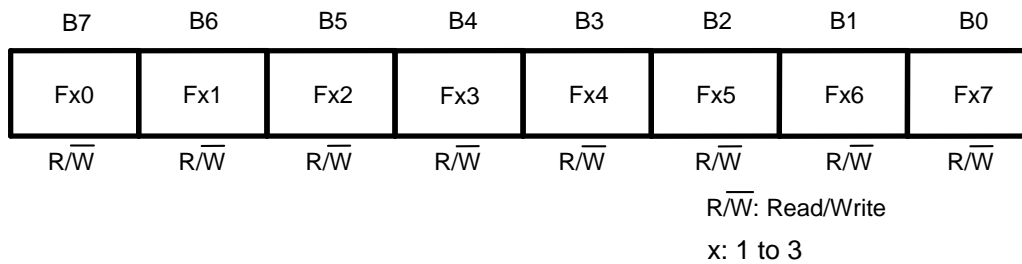 B7 B6 B5 B4 B3 B2 B1 B0
Fx0 Fx1 Fx2 Fx3 Fx4 Fx5 Fx6 Fx7
R/W̅ R/W̅ R/W̅ R/W̅ R/W̅ R/W̅ R/W̅ R/W̅
R/W̅: Read/Write
x: 1 to 3